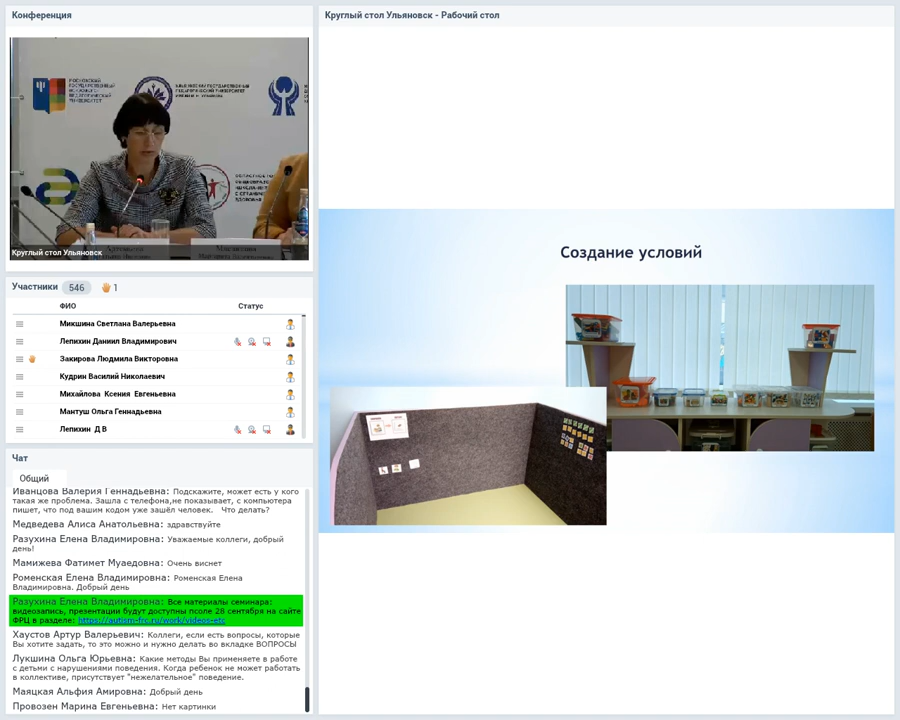 Конференция
МОСКОВСКИЙ
ГОСУДАРСТВЕННЫЙ
ПСИХОЛОГО-
ПЕДАГОГИЧЕСКИЙ
УНИВЕРСИТЕТ
Круглый стол Ульяновск
Участники 546 1
ФИО Статус
Микшина Светлана Валерьевна
Лепихин Даниил Владимирович
Закирова Людмила Викторовна
Кудрин Василий Николаевич
Михайлова Ксения Евгеньевна
Мантуш Ольга Геннадьевна
Лепихин Д В
Чат
Общий
Иванцова Валерия Геннадьевна: Подскажите, может есть у кого
такая же проблема. Зашла с телефона,не показывает, с компьютера
пишет, что под вашим кодом уже зашёл человек. Что делать?
Медведева Алиса Анатольевна: здравствуйте
Разухина Елена Владимировна: Уважаемые коллеги, добрый
день!
Мамижева Фатимет Муаедовна: Очень виснет
Роменская Елена Владимировна: Роменская Елена
Владимировна. Добрый день
Разухина Елена Владимировна: Все материалы семинара:
видеозапись, презентации будут доступны псоле 28 сентября на сайте
ФРЦ в разделе: https://autism-frc.ru/work/videos-etc
Хаустов Артур Валерьевич: Коллеги, если есть вопросы, которые
Вы хотите задать, то это можно и нужно делать во вкладке ВОПРОСЫ
Лукшина Ольга Юрьевна: Какие методы Вы применяете в работе
с детьми с нарушениями поведения. Когда ребенок не может работать
в коллективе, присутствует "нежелательное" поведение.
Маяцкая Альфия Амировна: Добрый день
Провозен Марина Евгеньевна: Нет картинки
Круглый стол Ульяновск - Рабочий стол
Создание условий